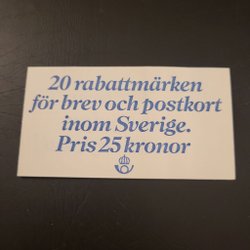 20 rabattmärken
för brev och postkort
inom Sverige.
Pris 25 kronor